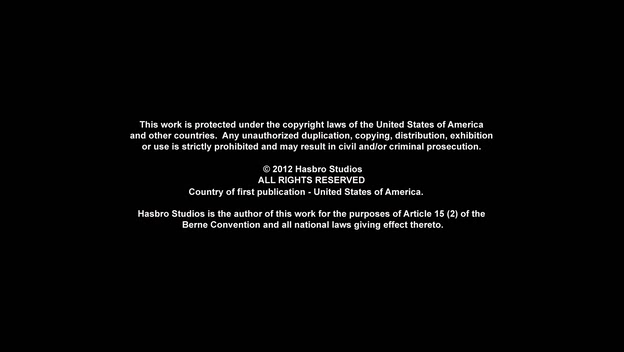 This work is protected under the copyright laws of the United States of America
and other countries.  Any unauthorized duplication, copying, distribution, exhibition
or use is strictly prohibited and may result in civil and/or criminal prosecution.
© 2012 Hasbro Studios
ALL RIGHTS RESERVED
Country of first publication - United States of America.
Hasbro Studios is the author of this work for the purposes of Article 15 (2) of the
Berne Convention and all national laws giving effect thereto.